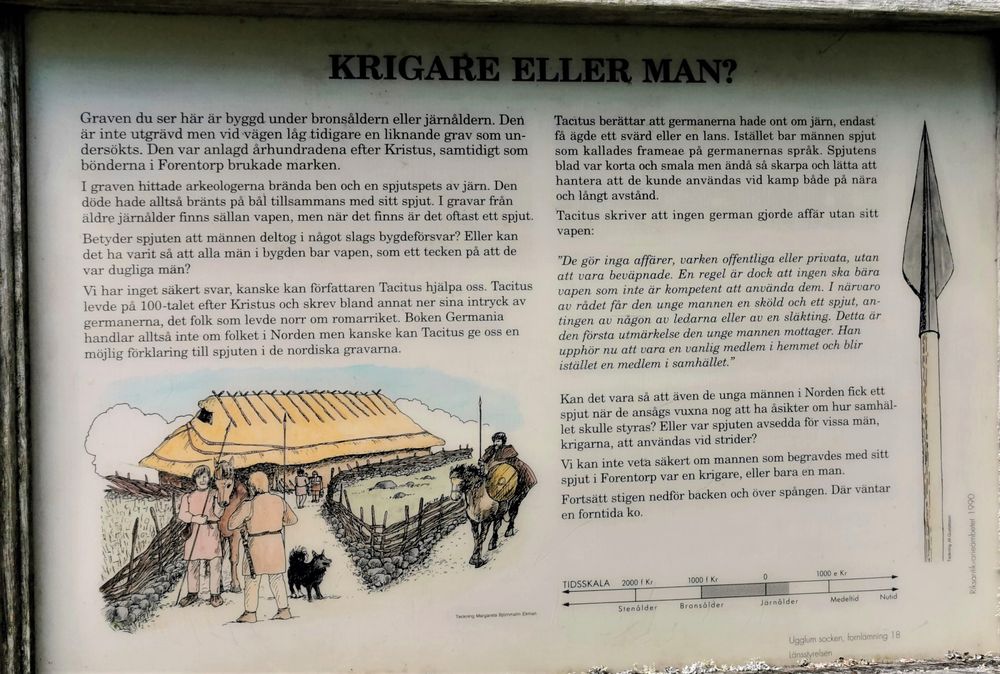 KRIGARE ELLER MAN?
Graven du ser här är byggd under bronsåldern eller järnåldern. Den
är inte utgrävd men vid vägen låg tidigare en liknande grav som un-
dersökts. Den var anlagd århundradena efter Kristus, samtidigt som
bönderna i Forentorp brukade marken.
I graven hittade arkeologerna brända ben och en spjutspets av järn. Den
döde hade alltså bränts på bål tillsammans med sitt spjut. I gravar från
äldre järnålder finns sällan vapen, men när det finns är det oftast ett spjut.
Betyder spjuten att männen deltog i något slags bygdeförsvar? Eller kan
det ha varit så att alla män i bygden bar vapen, som ett tecken på att de
var dugliga män?
Vi har inget säkert svar, kanske kan författaren Tacitus hjälpa oss. Tacitus
levde på 100-talet efter Kristus och skrev bland annat ner sina intryck av
germanerna, det folk som levde norr om romarriket. Boken Germania
handlar alltså inte om folket i Norden men kanske kan Tacitus ge oss en
möjlig förklaring till spjuten i de nordiska gravarna.
Teckning Margareta Björnmalm Ekman
Tacitus berättar att germanerna hade ont om järn, endast
få ägde ett svärd eller en lans. Istället bar männen spjut
som kallades frameae på germanernas språk. Spjutens
blad var korta och smala men ändå så skarpa och lätta att
hantera att de kunde användas vid kamp både på nära
och långt avstånd.
Tacitus skriver att ingen german gjorde affär utan sitt
vapen:
"De gör inga affärer, varken offentliga eller privata, utan
att vara beväpnade. En regel är dock att ingen ska bära
vapen som inte är kompetent att använda dem. I närvaro
av rådet får den unge mannen en sköld och ett spjut, an-
tingen av någon av ledarna eller av en släkting. Detta är
den första utmärkelse den unge mannen mottager. Han
upphör nu att vara en vanlig medlem i hemmet och blir
istället en medlem i samhället."
Kan det vara så att även de unga männen i Norden fick ett
spjut när de ansågs vuxna nog att ha åsikter om hur samhäl-
let skulle styras? Eller var spjuten avsedda för vissa män,
krigarna, att användas vid strider?
Vi kan inte veta säkert om mannen som begravdes med sitt
spjut i Forentorp var en krigare, eller bara en man.
Fortsätt stigen nedför backen och över spången. Där väntar
en forntida ko.
TIDSSKALA 2000 f Kr 1000 f Kr 0 1000 e Kr
Stenålder Bronsålder Järnålder Medeltid Nutid
Ugglum socken, fornlämning 18
Länsstyrelsen
Riksantikvarieämbetet 1990